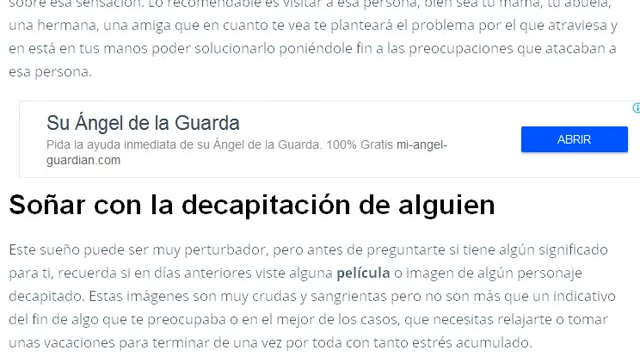 sobre esa sensación. Lo recomendable es visitar a esa persona, bien sea tu mamá, tu abuela,
una hermana, una amiga que en cuanto te vea te planteará el problema por el que atraviesa y
en está en tus manos poder solucionarlo poniéndole fin a las preocupaciones que atacaban a
esa persona.
Su Ángel de la Guarda
Pida la ayuda inmediata de su Ángel de la Guarda. 100% Gratis mi-angel-
guardian.com
ABRIR
Soñar con la decapitación de alguien
Este sueño puede ser muy perturbador, pero antes de preguntarte si tiene algún significado
para ti, recuerda si en días anteriores viste alguna película o imagen de algún personaje
decapitado. Estas imágenes son muy crudas y sangrientas pero no son más que un indicativo
del fin de algo que te preocupaba o en el mejor de los casos, que necesitas relajarte o tomar
unas vacaciones para terminar de una vez por toda con tanto estrés acumulado.